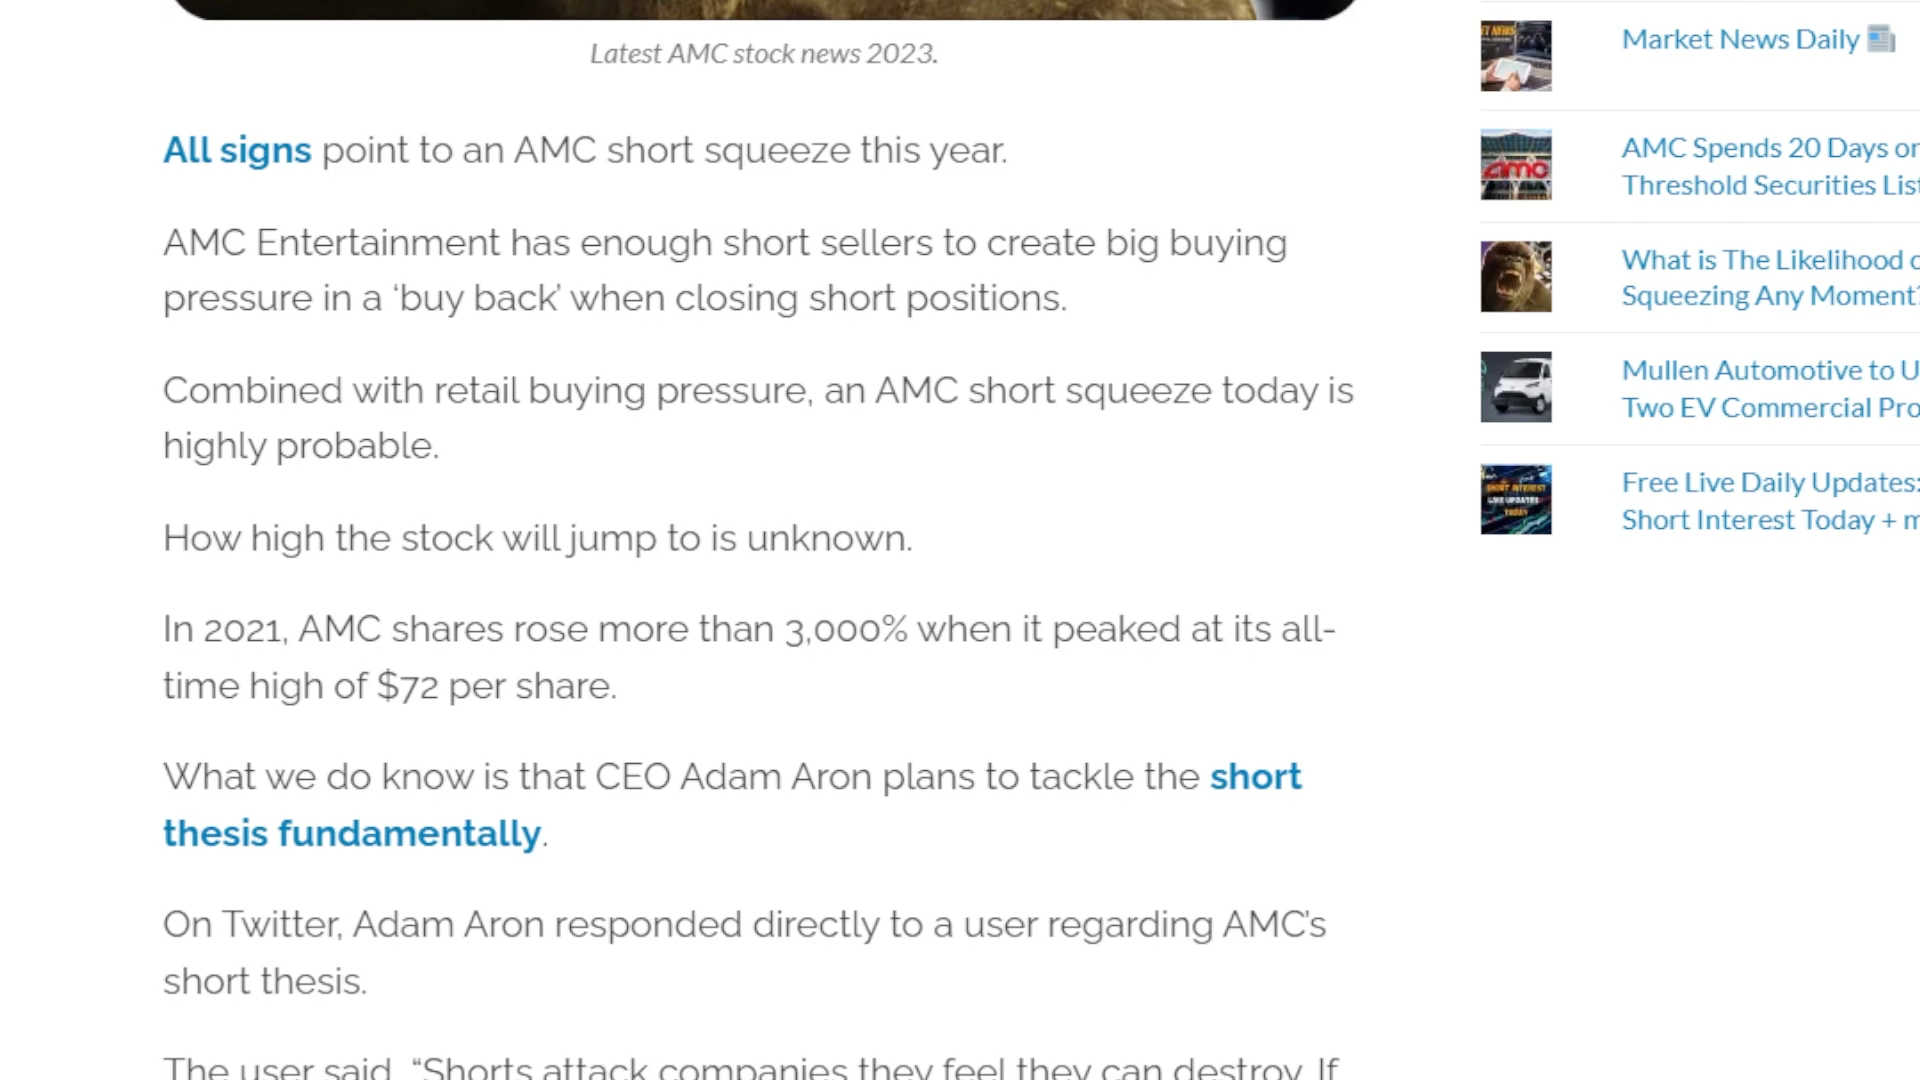 Latest AMC stock news 2023.
All signs point to an AMC short squeeze this year.
AMC Entertainment has enough short sellers to create big buying
pressure in a ‘buy back’ when closing short positions.
Combined with retail buying pressure, an AMC short squeeze today is
highly probable.
How high the stock will jump to is unknown.
In 2021, AMC shares rose more than 3,000% when it peaked at its all-
time high of $72 per share.
What we do know is that CEO Adam Aron plans to tackle the short
thesis fundamentally.
On Twitter, Adam Aron responded directly to a user regarding AMC’s
short thesis.
The user said, “Shorts attack companies they feel they can destroy. If
Market News Daily
AMC Spends 20 Days
Threshold Securities
What is The Likelihood
Squeezing Any Moment?
Mullen Automotive to
Two EV Commercial
Free Live Daily Updates:
Short Interest Today +
amc
SHORT INTEREST
LIVE UPDATES
TODAY